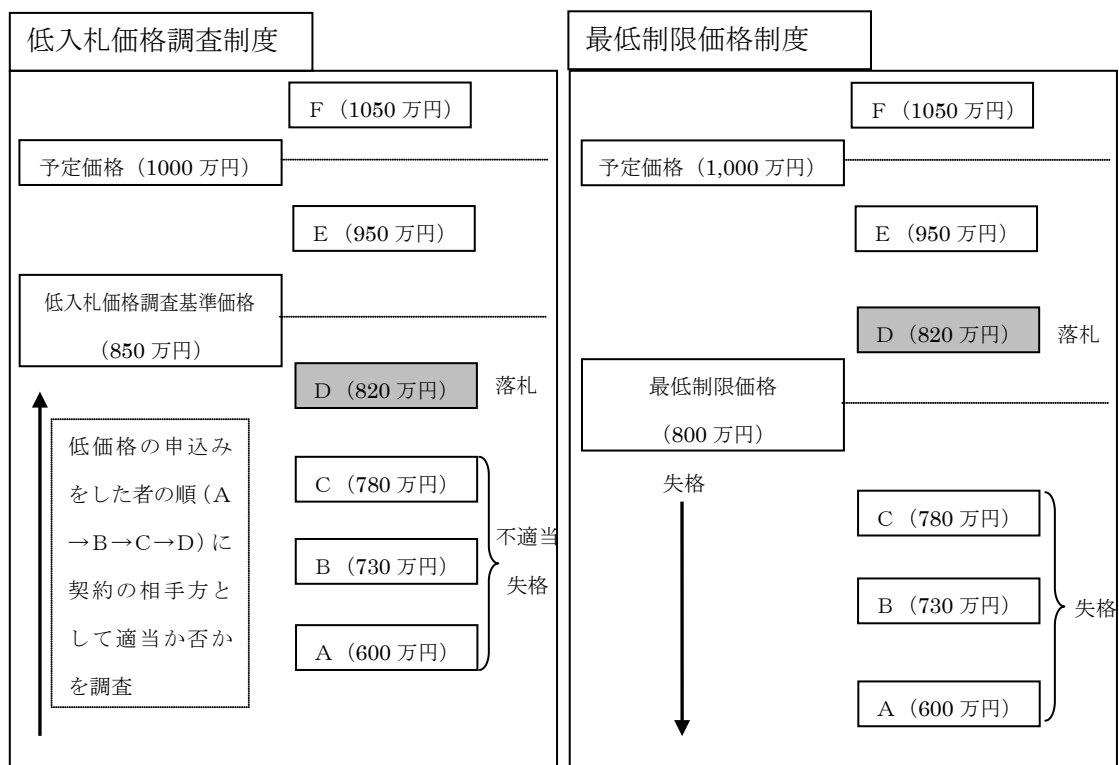 低入札価格調査制度
F（1050 万円）
予定価格（1000 万円）
E（950 万円）
低入札価格調査基準価格
（850 万円）
D（820 万円）
落札
低価格の申込み
をした者の順（A
→B→C→D）に
契約の相手方と
して適当か否か
を調査
C（780 万円）
B（730 万円）
A（600 万円）
不適当
失格
最低制限価格制度
F（1050 万円）
予定価格（1,000 万円）
E（950 万円）
D（820 万円）
落札
最低制限価格
（800 万円）
失格
C（780 万円）
B（730 万円）
A（600 万円）
失格